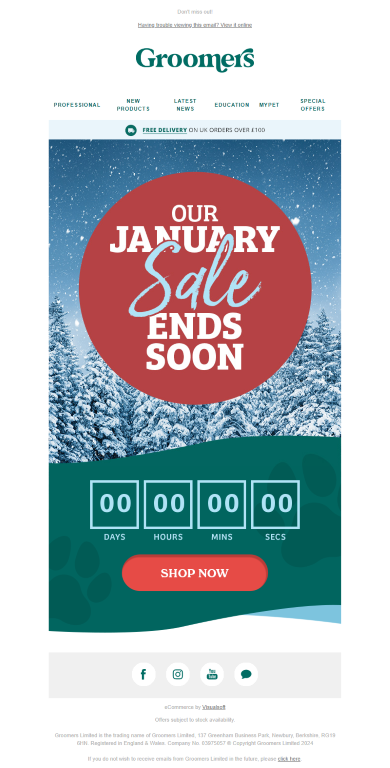 Don't miss out!
Having trouble viewing this email? View it online
Groomers
PROFESSIONAL
NEW PRODUCTS
LATEST NEWS
EDUCATION
MYPET
SPECIAL OFFERS
FREE DELIVERY ON UK ORDERS OVER £100
OUR
JANUARY
Sale
ENDS
SOON
00 00 00 00
DAYS HOURS MINS SECS
SHOP NOW
You Tube
eCommerce by Visualsoft
Offers subject to stock availability
Groomers Limited is the trading name of Groomers Limited, 137 Greenham Business Park, Newbury, Berkshire, RG19
6HN. Registered in England & Wales. Company No. 03975057 © Copyright Groomers Limited 2024
If you do not wish to receive emails from Groomers Limited in the future, please click here